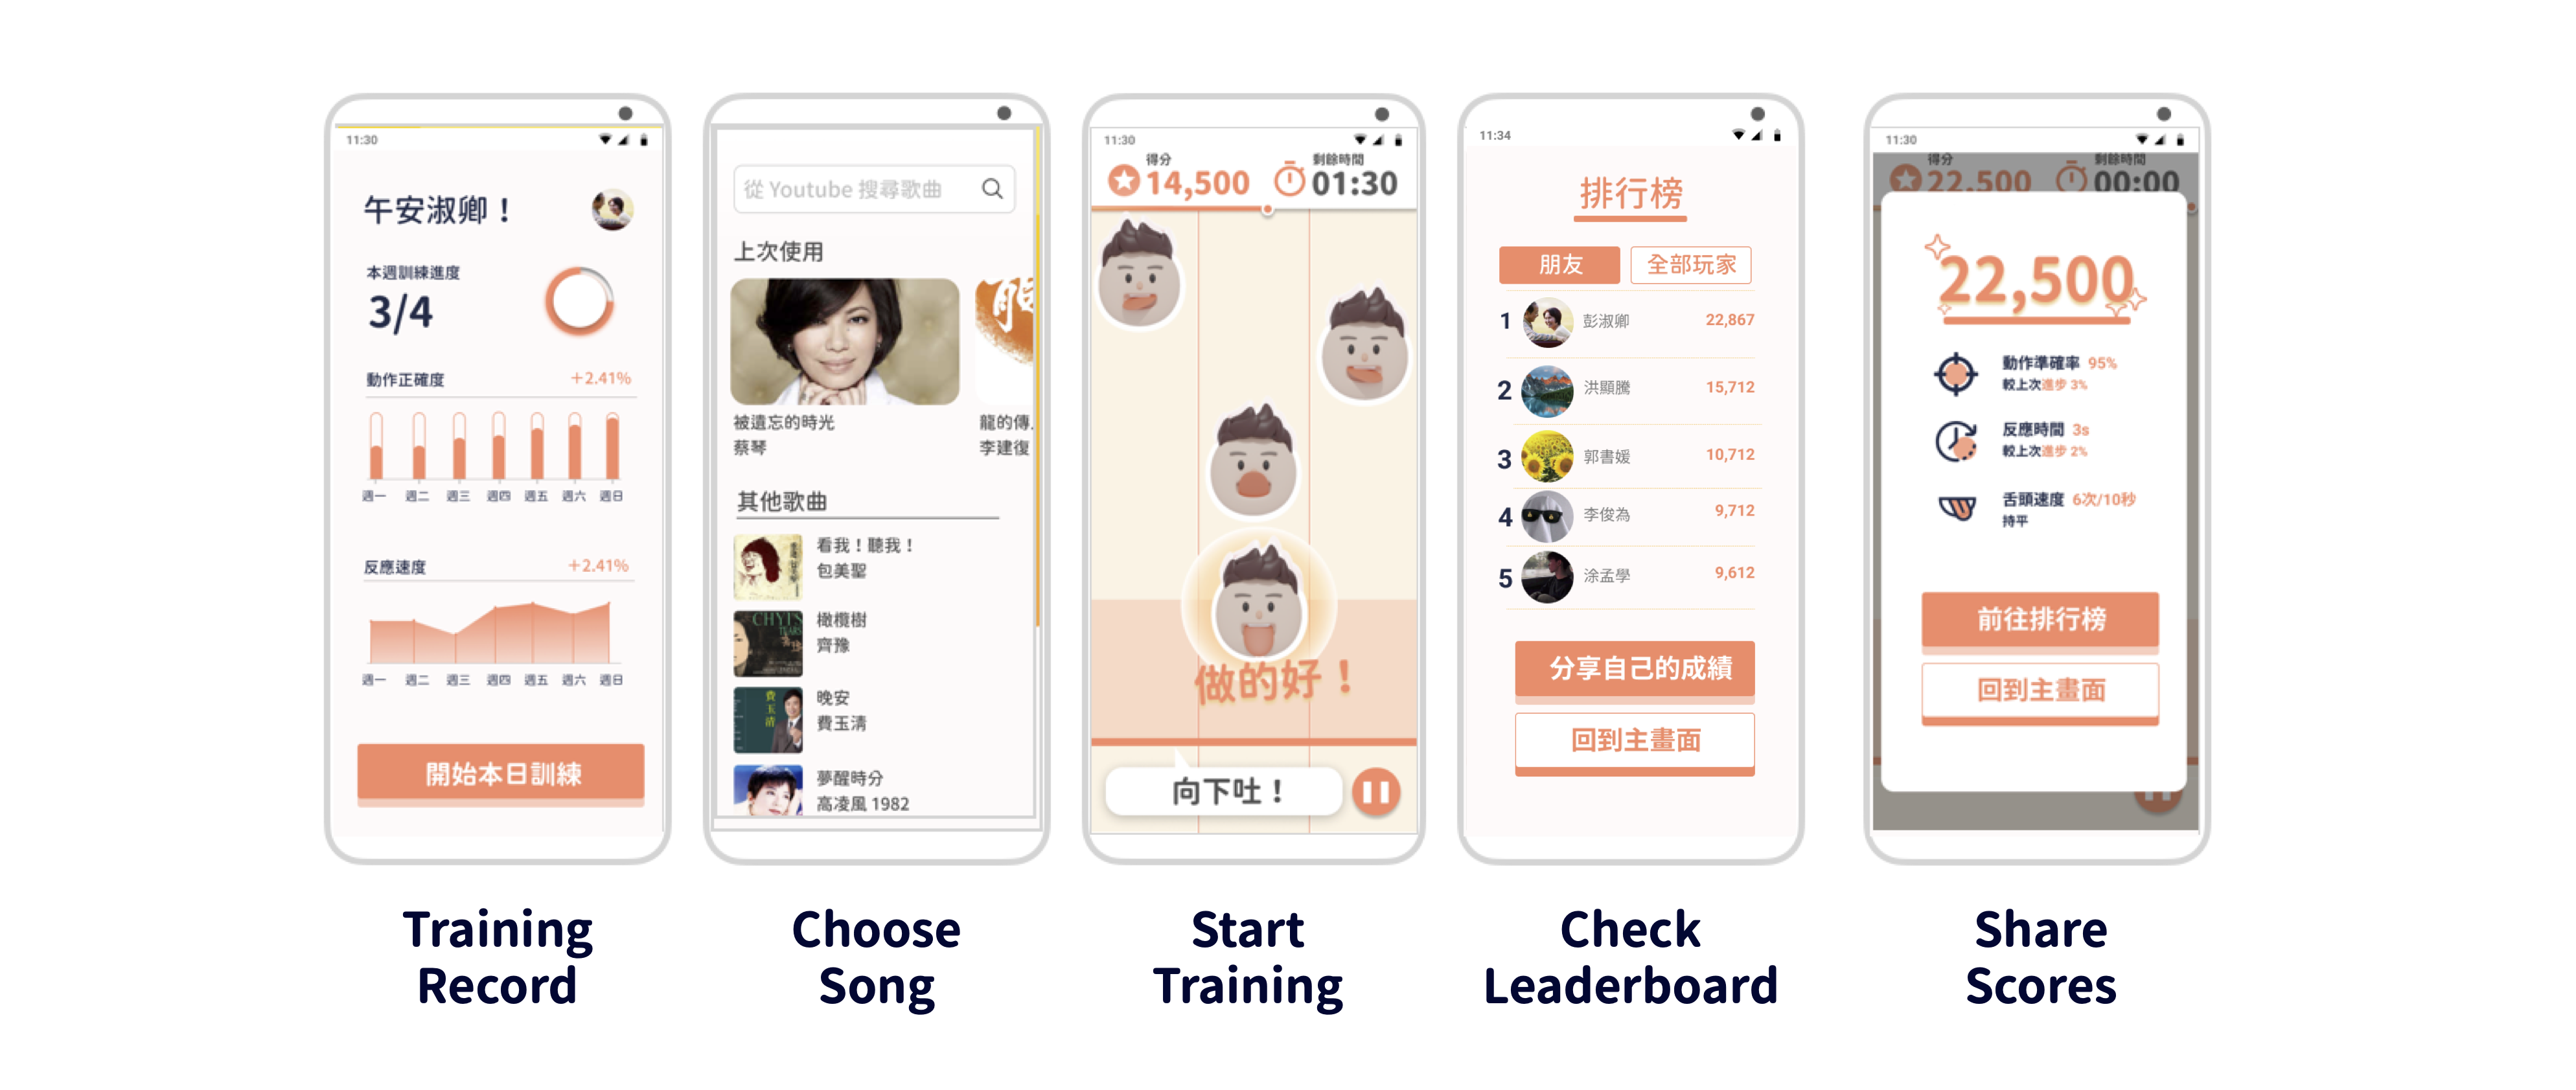 11:30
午安淑卿！
本週訓練進度
3/4
動作正確度 +2.41%
週一 週二 週三 週四 週五 週六 週日
反應速度 +2.41%
週一 週二 週三 週四 週五 週六 週日
開始本日訓練
Training
Record
從 Youtube 搜尋歌曲
上次使用
被遺忘的時光
蔡琴
龍的傳
李建復
其他歌曲
看我！聽我！
包美聖
CHYI'S
TEARS
橄欖樹
齊豫
費玉清
晚安
費玉清
夢醒時分
高凌風 1982
Choose
Song
11:30
得分 剩餘時間
14,500 01:30
做的好！
向下吐！
Start
Training
11:34
排行榜
朋友 全部玩家
1 彭淑卿 22,867
2 洪顯騰 15,712
3 郭書媛 10,712
4 李俊為 9,712
5 涂孟學 9,612
分享自己的成績
回到主畫面
Check
Leaderboard
11:30
得分 剩餘時間
22,500 00:00
22,500
動作準確率 95%
較上次進步 3%
反應時間 3s
較上次進步 2%
舌頭速度 6次/10秒
持平
前往排行榜
回到主畫面
Share
Scores